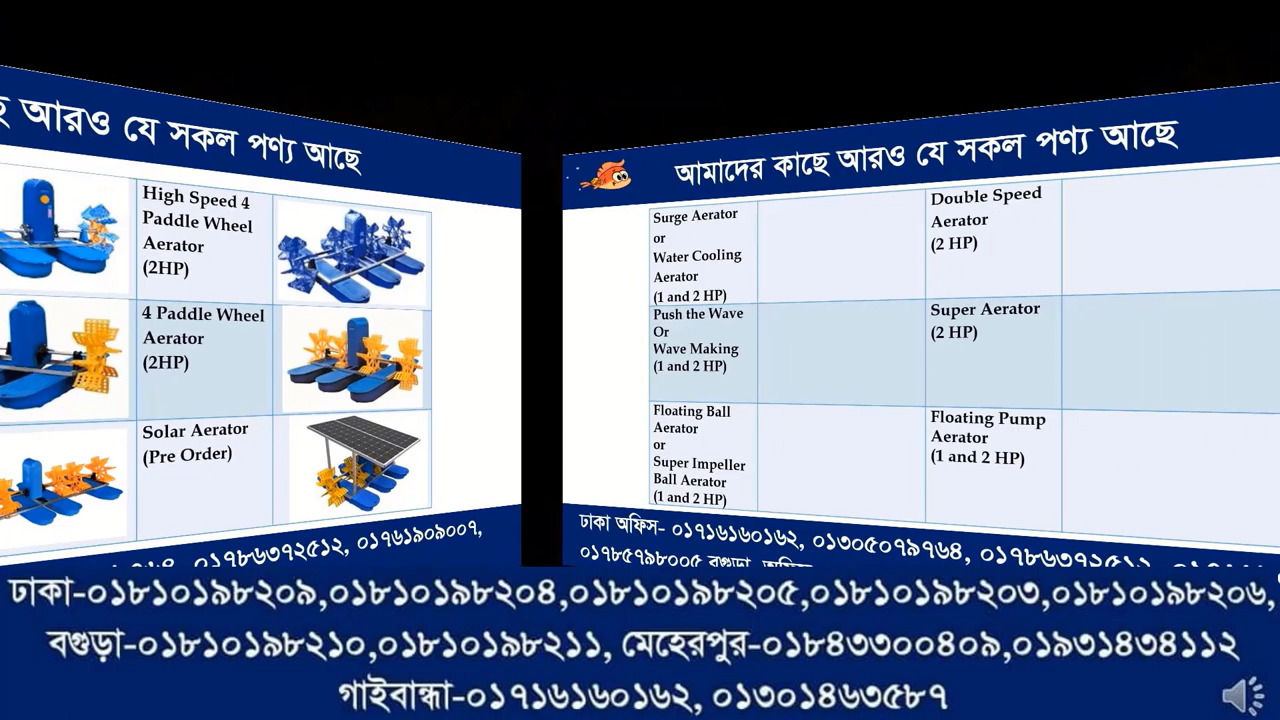 আরও যে সকল পণ্য আছে
High Speed 4
Paddle Wheel
Aerator
(2HP)
4 Paddle Wheel
Aerator
(2HP)
Solar Aerator
(Pre Order)
০১৭৮৬৩৭২৫১২, ০১৭৬১৯০৯০০৭,
আমাদের কাছে আরও যে সকল পণ্য আছে
Surge Aerator
or
Water Cooling
Aerator
(1 and 2 HP)
Double Speed
Aerator
(2 HP)
Push the Wave
Or
Wave Making
(1 and 2 HP)
Super Aerator
(2 HP)
Floating Ball
Aerator
or
Super Impeller
Ball Aerator
(1 and 2 HP)
Floating Pump
Aerator
(1 and 2 HP)
ঢাকা অফিস- ০১৭১৬১৬০১৬২, ০১৩০৫০৭৯৭৬৪, ০১৭৮৬৩৭২৫১২,
০১৭৮৫৭৯৮০০৫ বগুড়া অফিস
ঢাকা-০১৮১০১৯৮২০৯,০১৮১০১৯৮২০৪,০১৮১০১৯৮২০৫,০১৮১০১৯৮২০৩,০১৮১০১৯৮২০৬,
বগুড়া-০১৮১০১৯৮২১০,০১৮১০১৯৮২১১, মেহেরপুর-০১৮৪৩৩০০৪০৯,০১৯৩১৪৩৪১১২
গাইবান্ধা-০১৭১৬১৬০১৬২, ০১৩০১৪৬৩৫৮৭